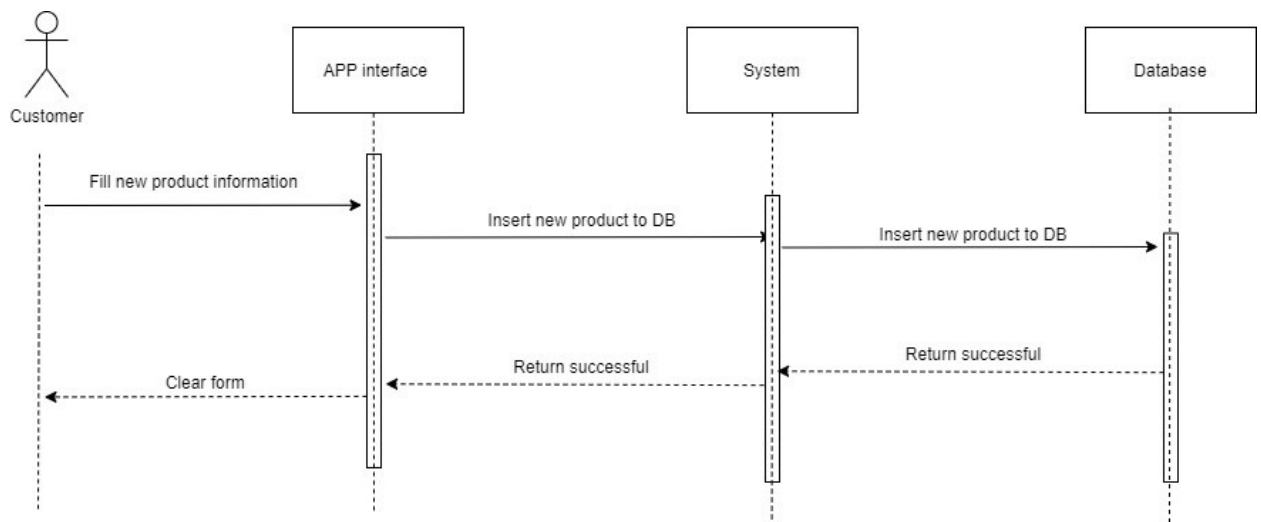 APP interface
System
Database
Customer
Fill new product information
Insert new product to DB
Insert new product to DB
Return successful
Return successful
Clear form